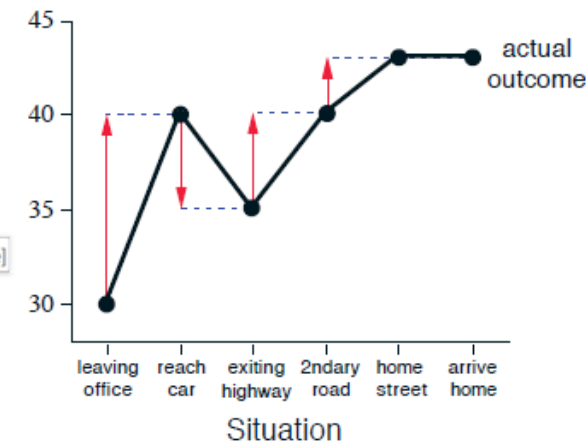 45
actual
outcome
40
35
30
leaving reach exiting 2ndary home arrive
office car highway road street home
Situation